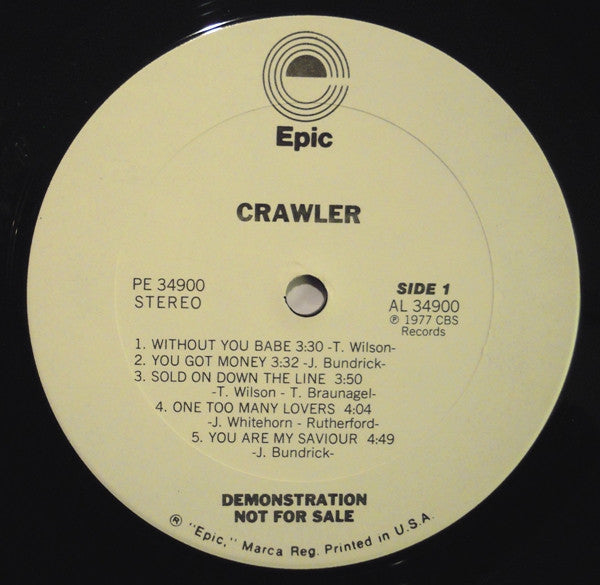 Epic
CRAWLER
PE 34900
STEREO
SIDE 1
AL 34900
℗ 1977 CBS
Records
1. WITHOUT YOU BABE 3:30 -T. Wilson-
2. YOU GOT MONEY 3:32 -J. Bundrick-
3. SOLD ON DOWN THE LINE 3:50
-T. Wilson - T. Braunagel-
4. ONE TOO MANY LOVERS 4:04
-J. Whitehorn - Rutherford-
5. YOU ARE MY SAVIOUR 4:49
-J. Bundrick-
DEMONSTRATION
NOT FOR SALE
® "Epic," Marca Reg. Printed in U.S.A.